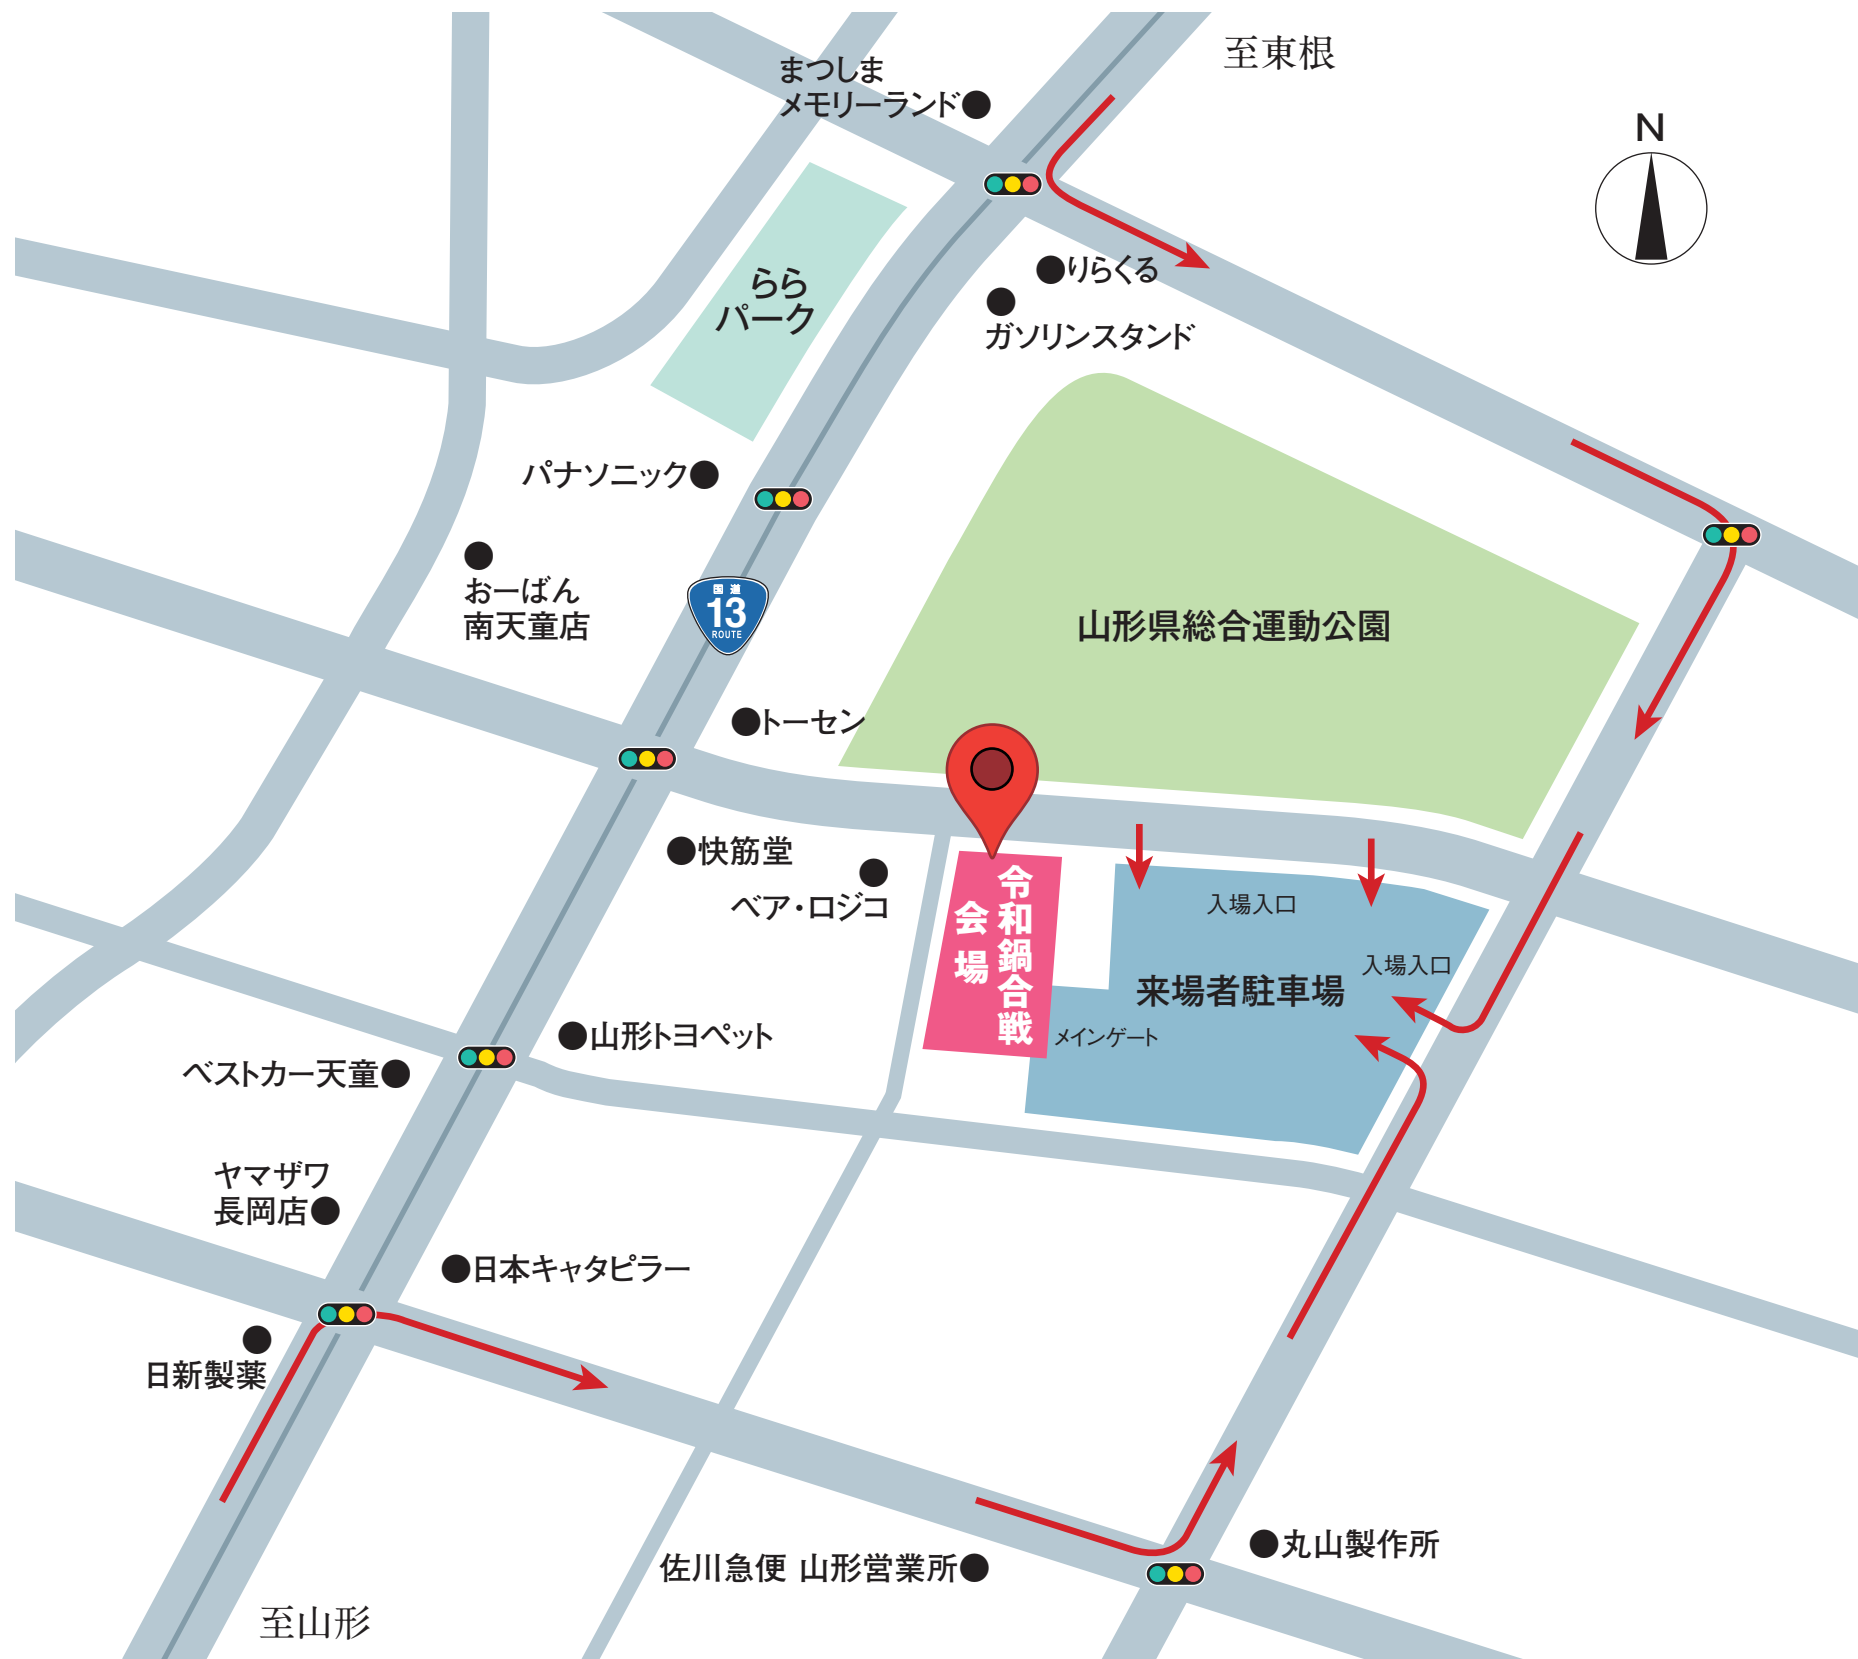 至東根
まつしま
メモリーランド
N
らら
パーク
りらくる
ガソリンスタンド
パナソニック
おーばん
南天童店
国道
13
ROUTE
山形県総合運動公園
トーセン
快筋堂
ベア・ロジコ
令和鍋合戦
会場
入場入口
入場入口
来場者駐車場
メインゲート
山形トヨペット
ベストカー天童
ヤマザワ
長岡店
日本キャタピラー
日新製薬
佐川急便 山形営業所
丸山製作所
至山形